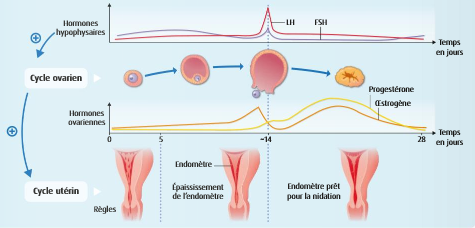 Hormones
hypophysaires
LH
FSH
Temps
en jours
Cycle ovarien
Progestérone
Œstrogène
Hormones
ovariennes
Temps
en jours
0
5
~14
28
Endomètre
Cycle utérin
Épaississement
de l'endomètre
Endomètre prêt
pour la nidation
Règles